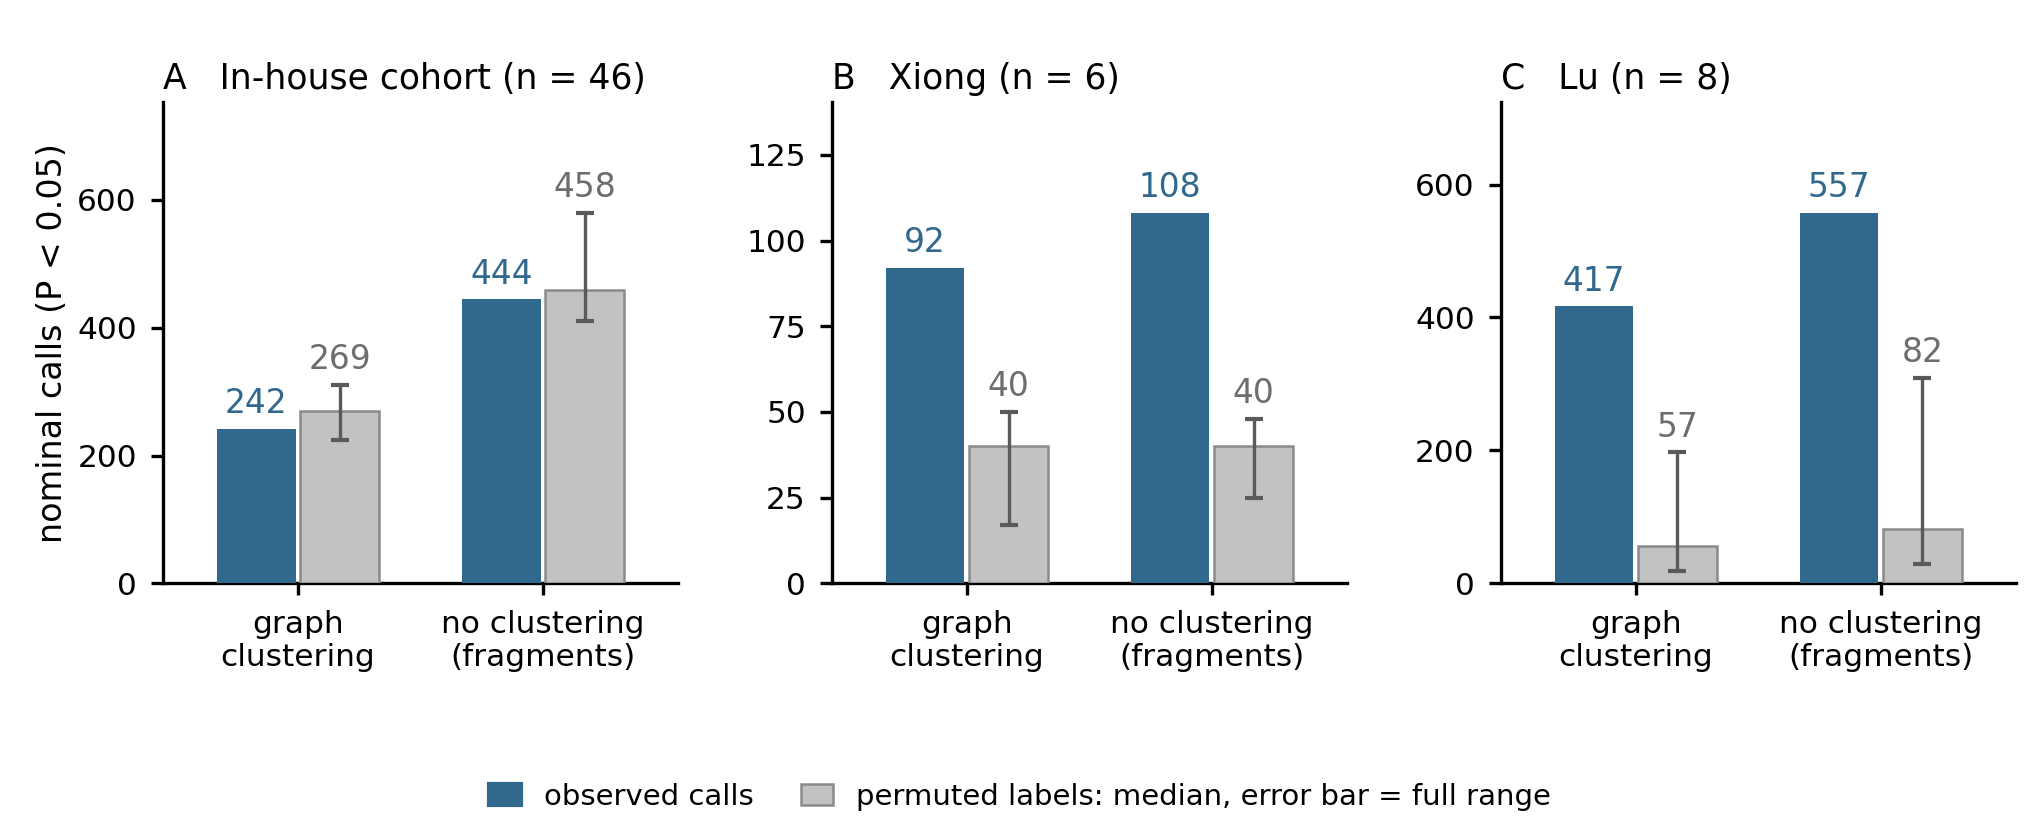 A In-house cohort (n = 46)
B Xiong (n = 6)
C Lu (n = 8)
nominal calls (P < 0.05)
600
400
200
0
242
269
444
458
graph
clustering
no clustering
(fragments)
125
100
75
50
25
0
92
40
108
40
graph
clustering
no clustering
(fragments)
600
400
200
0
417
57
557
82
graph
clustering
no clustering
(fragments)
observed calls
permuted labels: median, error bar = full range